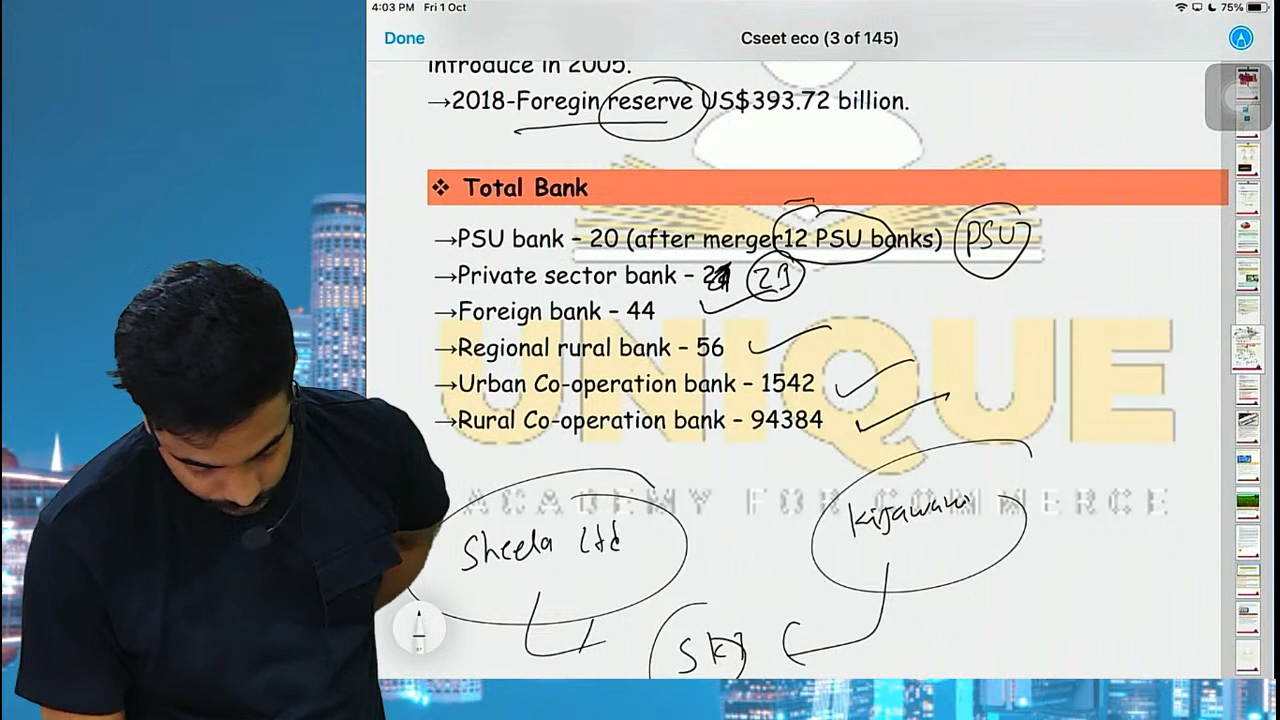 4:03 PM Fri 1 Oct
75%
Done
Cseet eco (3 of 145)
introduce in 2005.
→2018-Foregin reserve US$393.72 billion.
❖ Total Bank
→PSU bank – 20 (after merger-12 PSU banks) PSU
→Private sector bank – 21 21
→Foreign bank – 44
→Regional rural bank – 56
→Urban Co-operation bank – 1542
→Rural Co-operation bank – 94384
UNIQUE
ACADEMY FOR COMMERCE
Sheela Ltd